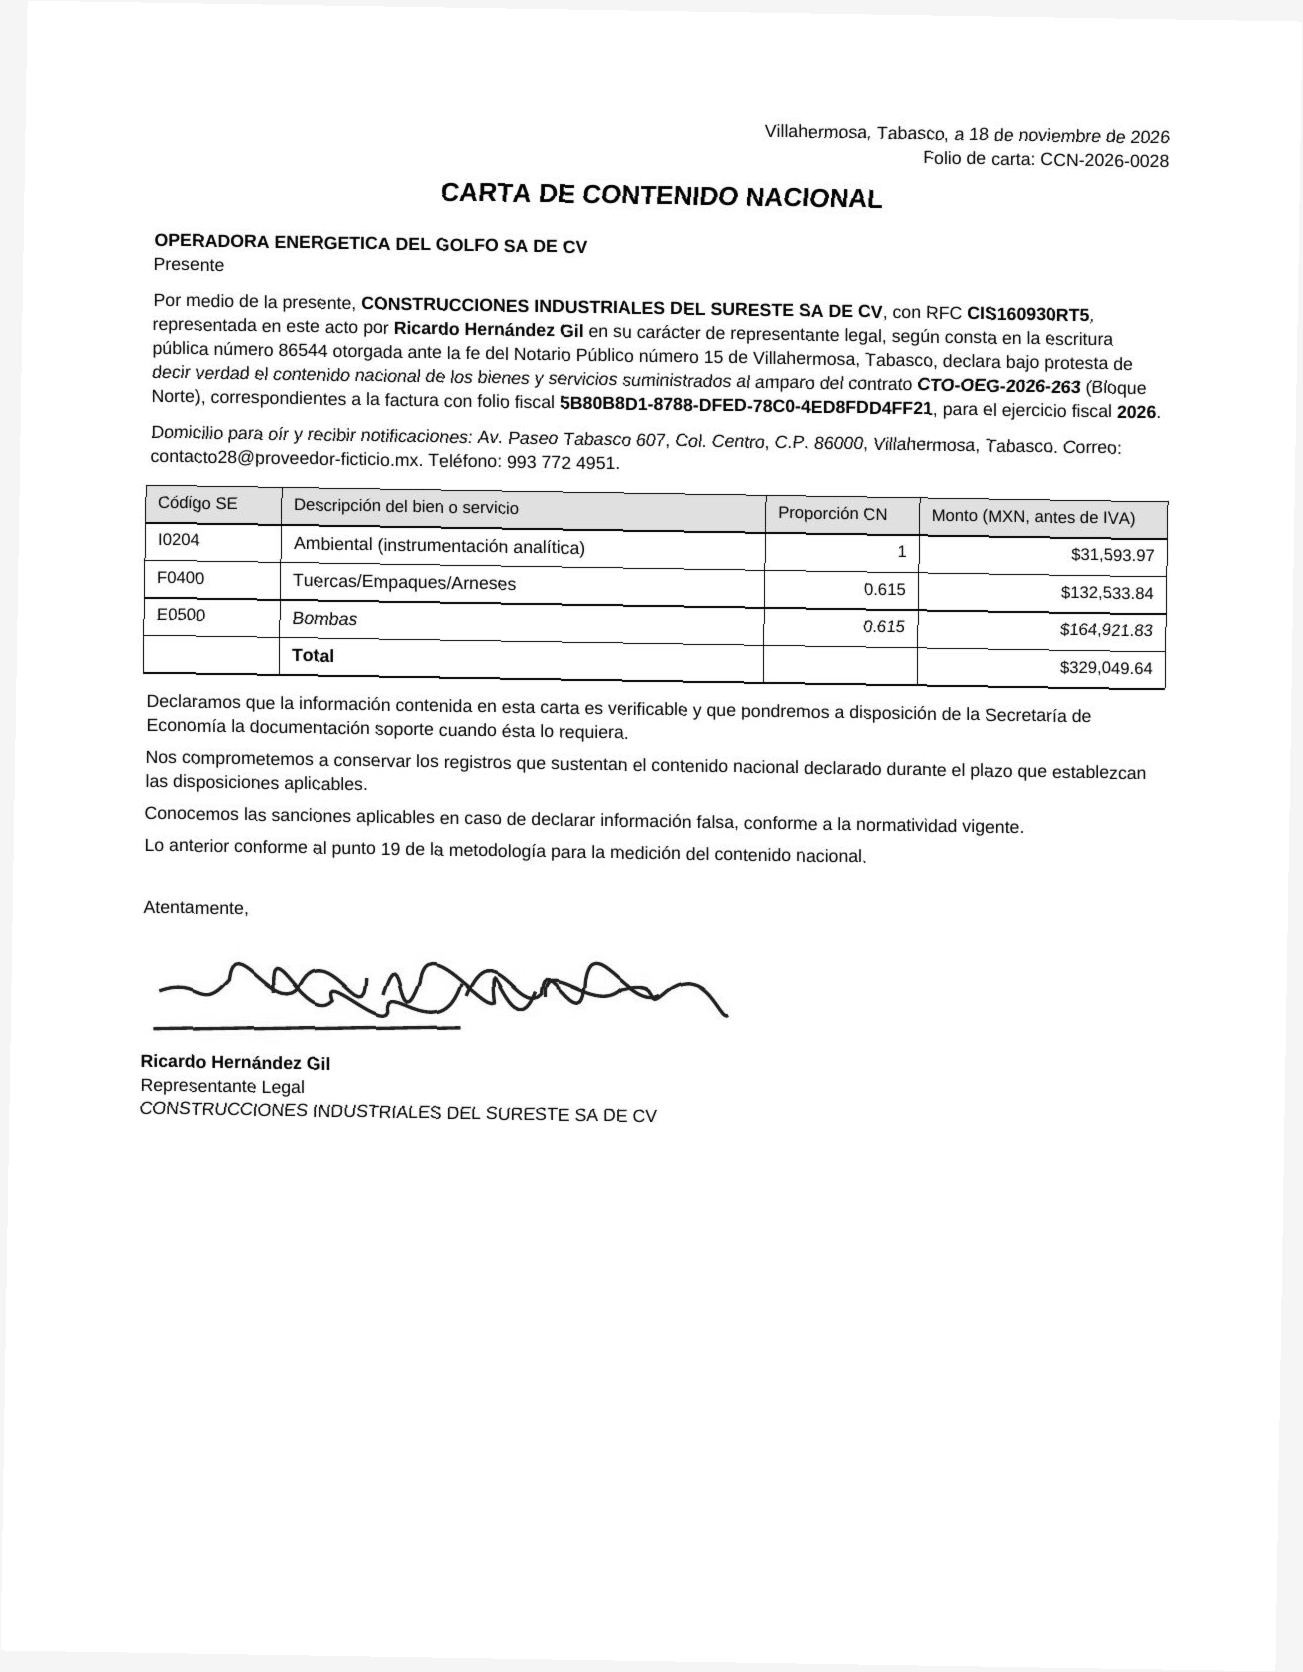 Villahermosa, Tabasco, a 18 de noviembre de 2026
Folio de carta: CCN-2026-0028
CARTA DE CONTENIDO NACIONAL
OPERADORA ENERGETICA DEL GOLFO SA DE CV
Presente
Por medio de la presente, CONSTRUCCIONES INDUSTRIALES DEL SURESTE SA DE CV, con RFC CIS160930RT5,
representada en este acto por Ricardo Hernández Gil en su carácter de representante legal, según consta en la escritura
pública número 86544 otorgada ante la fe del Notario Público número 15 de Villahermosa, Tabasco, declara bajo protesta de
decir verdad el contenido nacional de los bienes y servicios suministrados al amparo del contrato CTO-OEG-2026-263 (Bloque
Norte), correspondientes a la factura con folio fiscal 5B80B8D1-8788-DFED-78C0-4ED8FDD4FF21, para el ejercicio fiscal 2026.
Domicilio para oír y recibir notificaciones: Av. Paseo Tabasco 607, Col. Centro, C.P. 86000, Villahermosa, Tabasco. Correo:
contacto28@proveedor-ficticio.mx. Teléfono: 993 772 4951.
Código SE Descripción del bien o servicio Proporción CN Monto (MXN, antes de IVA)
I0204 Ambiental (instrumentación analítica) 1 $31,593.97
F0400 Tuercas/Empaques/Arneses 0.615 $132,533.84
E0500 Bombas 0.615 $164,921.83
Total $329,049.64
Declaramos que la información contenida en esta carta es verificable y que pondremos a disposición de la Secretaría de
Economía la documentación soporte cuando ésta lo requiera.
Nos comprometemos a conservar los registros que sustentan el contenido nacional declarado durante el plazo que establezcan
las disposiciones aplicables.
Conocemos las sanciones aplicables en caso de declarar información falsa, conforme a la normatividad vigente.
Lo anterior conforme al punto 19 de la metodología para la medición del contenido nacional.
Atentamente,
Ricardo Hernández Gil
Representante Legal
CONSTRUCCIONES INDUSTRIALES DEL SURESTE SA DE CV